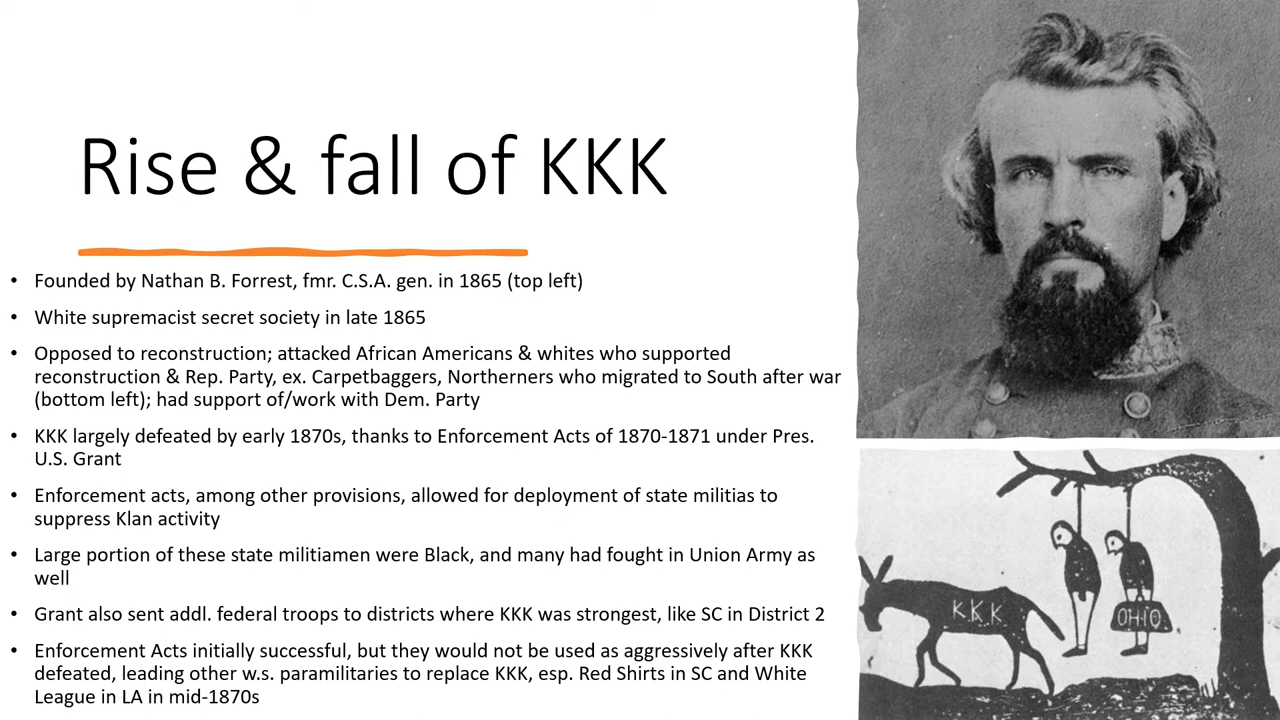 Rise & fall of KKK
• Founded by Nathan B. Forrest, fmr. C.S.A. gen. in 1865 (top left)
• White supremacist secret society in late 1865
• Opposed to reconstruction; attacked African Americans & whites who supported
reconstruction & Rep. Party, ex. Carpetbaggers, Northerners who migrated to South after war
(bottom left); had support of/work with Dem. Party
• KKK largely defeated by early 1870s, thanks to Enforcement Acts of 1870-1871 under Pres.
U.S. Grant
• Enforcement acts, among other provisions, allowed for deployment of state militias to
suppress Klan activity
• Large portion of these state militiamen were Black, and many had fought in Union Army as
well
• Grant also sent addl. federal troops to districts where KKK was strongest, like SC in District 2
• Enforcement Acts initially successful, but they would not be used as aggressively after KKK
defeated, leading other w.s. paramilitaries to replace KKK, esp. Red Shirts in SC and White
League in LA in mid-1870s
KKK
OHIO